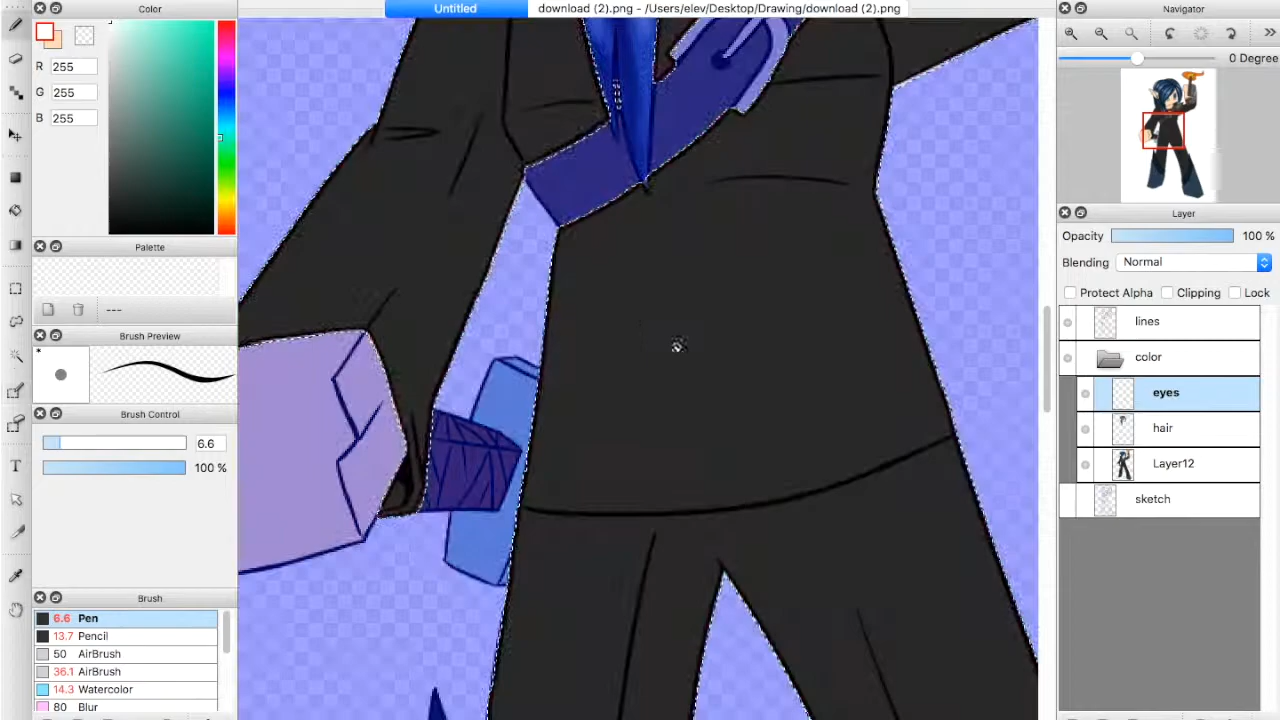 Untitled
download (2).png - /Users/elev/Desktop/Drawing/download (2).png
Color
R 255
G 255
B 255
Palette
---
Brush Preview
*
Brush Control
6.6
100 %
Brush
6.6 Pen
13.7 Pencil
50 AirBrush
36.1 AirBrush
14.3 Watercolor
80 Blur
T
Navigator
0 Degree
Layer
Opacity 100 %
Blending Normal
Protect Alpha Clipping Lock
lines
color
eyes
hair
Layer12
sketch